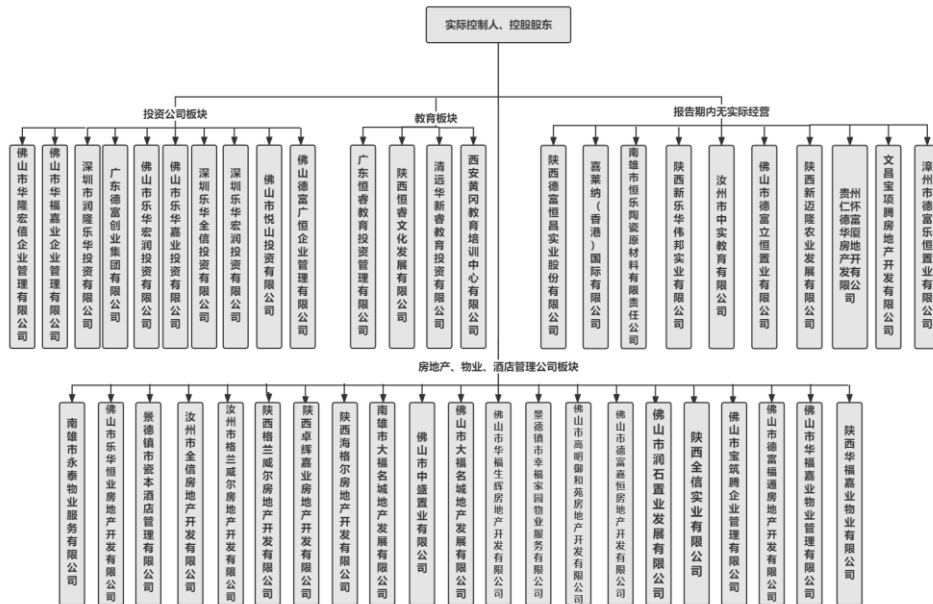 实际控制人、控股股东
投资公司板块
教育板块
报告期内无实际经营
佛山市华隆宏信企业管理有限公司
佛山市华福嘉业企业管理有限公司
深圳市润隆乐华投资有限公司
广东德富创业集团有限公司
佛山市乐华宏润投资有限公司
佛山市乐华嘉业投资有限公司
深圳乐华全信投资有限公司
深圳乐华宏润投资有限公司
佛山市悦山投资有限公司
佛山德富广恒企业管理有限公司
广东恒睿教育投资管理有限公司
陕西恒睿文化发展有限公司
清远华新睿教育投资有限公司
西安黄冈教育培训中心有限公司
陕西德富恒昌实业股份有限公司
喜莱纳（香港）国际有限公司
南雄市恒乐陶瓷原材料有限责任公司
陕西新乐华伟邦实业有限公司
汝州市中实教育有限公司
佛山市德富立恒置业有限公司
陕西新迈隆农业发展有限公司
贵仁德华房产发限公司
州怀富厦地开有公
文昌宝项腾房地产开发有限公司
漳州市德富乐恒置有限公司
房地产、物业、酒店管理公司板块
南雄市永泰物业服务有限公司
佛山市乐华恒业房地产开发有限公司
景德镇市瓷本酒店管理有限公司
汝州市全信房地产开发有限公司
汝州市格兰威尔房地产开发有限公司
陕西格兰威尔房地产开发有限公司
陕西卓辉嘉业房地产开发有限公司
陕西海格尔房地产开发有限公司
南雄市大福名城地产发展有限公司
佛山市中盛置业有限公司
佛山市大福名城地产开发有限公司
佛山市华福生辉房地产开发有限公司
景德镇市幸福家园物业服务有限公司
佛山市高明御和苑房地产开发有限公司
佛山市德富嘉恒房地产开发有限公司
佛山市润石置业发展有限公司
陕西全信实业有限公司
佛山市宝筑腾企业管理有限公司
佛山市德富福通房地产开发有限公司
佛山市华福嘉业物业管理有限公司
陕西华福嘉业物业有限公司